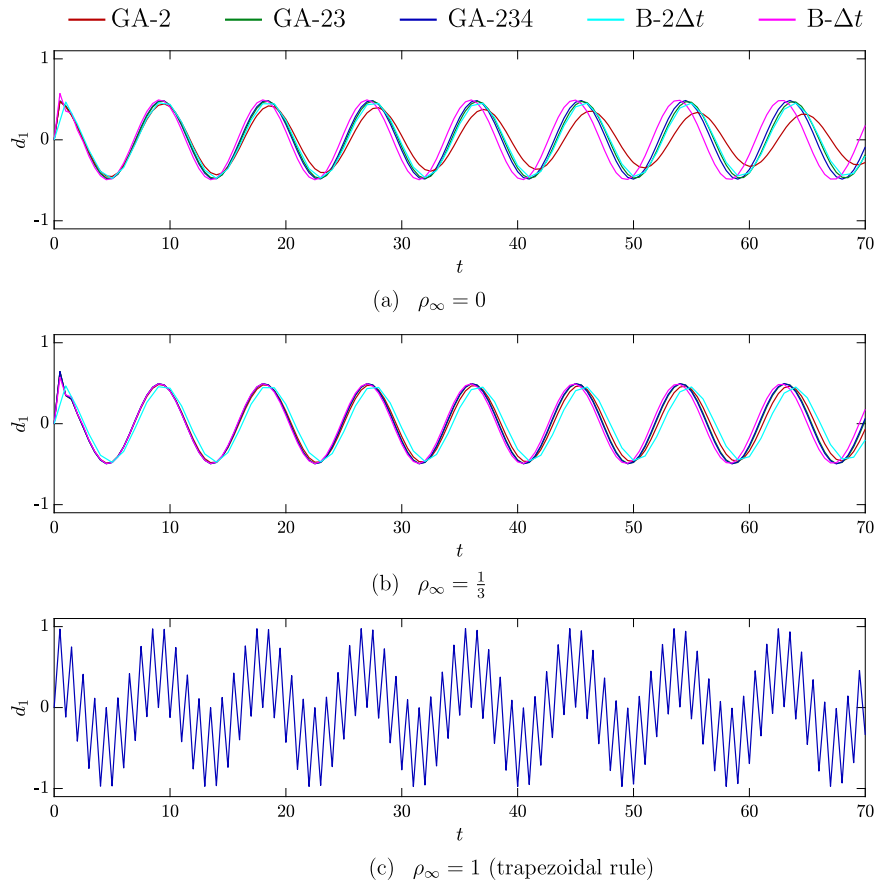 GA-2 GA-23 GA-234 B-2Δt B-Δt
1
0
-1
d₁
0 10 20 30 40 50 60 70
t
(a) ρ∞ = 0
1
0
-1
d₁
0 10 20 30 40 50 60 70
t
(b) ρ∞ = 1/3
1
0
-1
d₁
0 10 20 30 40 50 60 70
t
(c) ρ∞ = 1 (trapezoidal rule)